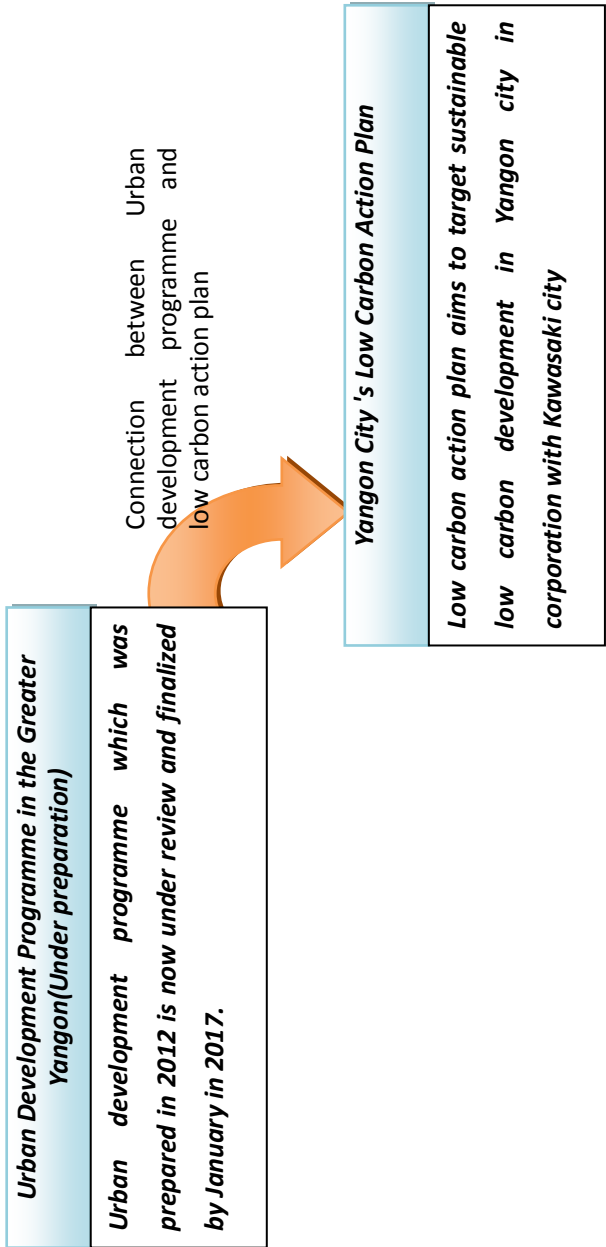 Urban Development Programme in the Greater
Yangon(Under preparation)
Urban development programme which was
prepared in 2012 is now under review and finalized
by January in 2017.
Connection between Urban
development programme and
low carbon action plan
Yangon City 's Low Carbon Action Plan
Low carbon action plan aims to target sustainable
low carbon development in Yangon city in
corporation with Kawasaki city